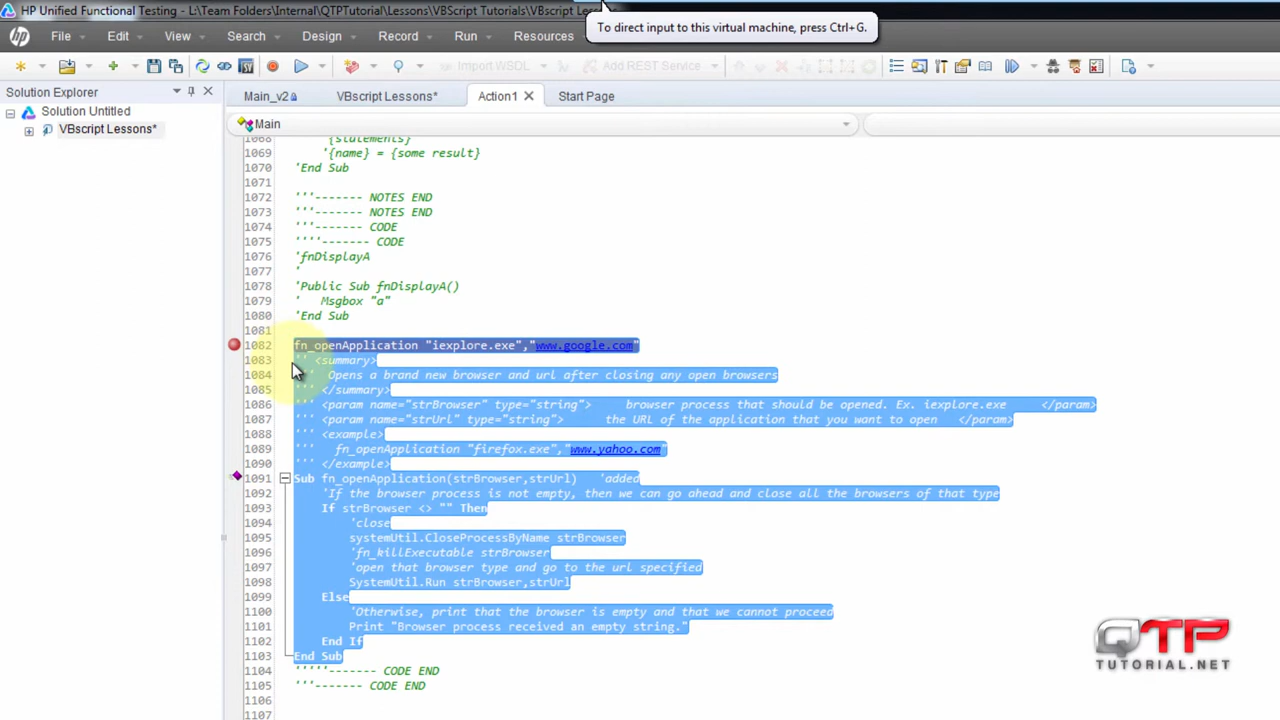 HP Unified Functional Testing - L:\Team Folders\Internal\QTPTutorial\Lessons\VBScript Tutorials\VBscript Les
To direct input to this virtual machine, press Ctrl+G.
hp File Edit View Search Design Record Run Resources
Import WSDL Add REST Service
Solution Explorer
Main_v2 VBscript Lessons* Action1 Start Page
Solution Untitled
VBscript Lessons*
Main
1068 '{statements}
1069 '{name} = {some result}
1070 'End Sub
1071
1072 '''------- NOTES END
1073 '''------- NOTES END
1074 '''------- CODE
1075 ''''------- CODE
1076 'fnDisplayA
1077 '
1078 'Public Sub fnDisplayA()
1079 ' Msgbox "a"
1080 'End Sub
1081
1082 fn_openApplication "iexplore.exe","www.google.com"
1083 ''' <summary>
1084 ''' Opens a brand new browser and url after closing any open browsers
1085 ''' </summary>
1086 ''' <param name="strBrowser" type="string"> browser process that should be opened. Ex. iexplore.exe </param>
1087 ''' <param name="strUrl" type="string"> the URL of the application that you want to open </param>
1088 ''' <example>
1089 ''' fn_openApplication "firefox.exe","www.yahoo.com"
1090 ''' </example>
1091 Sub fn_openApplication(strBrowser,strUrl) 'added
1092 'If the browser process is not empty, then we can go ahead and close all the browsers of that type
1093 If strBrowser <> "" Then
1094 'close
1095 systemUtil.CloseProcessByName strBrowser
1096 'fn_killExecutable strBrowser
1097 'open that browser type and go to the url specified
1098 SystemUtil.Run strBrowser,strUrl
1099 Else
1100 'Otherwise, print that the browser is empty and that we cannot proceed
1101 Print "Browser process received an empty string."
1102 End If
1103 End Sub
1104 '''''------- CODE END
1105 '''------- CODE END
1106
1107
QTP
TUTORIAL.NET